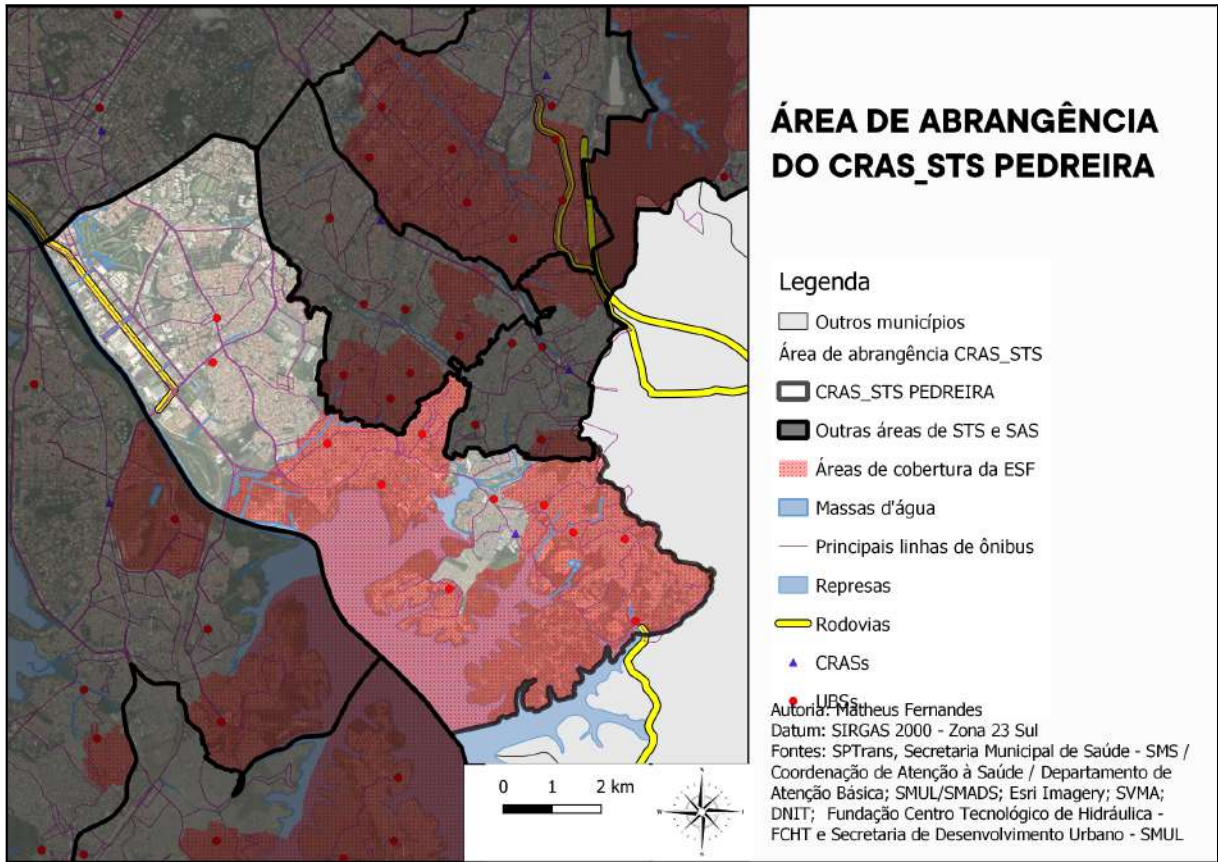 ÁREA DE ABRANGÊNCIA
DO CRAS_STS PEDREIRA
Legenda
Outros municípios
Área de abrangência CRAS_STS
CRAS_STS PEDREIRA
Outras áreas de STS e SAS
Áreas de cobertura da ESF
Massas d'água
Principais linhas de ônibus
Represas
Rodovias
CRASs
UBSs
Autoria: Matheus Fernandes
Datum: SIRGAS 2000 - Zona 23 Sul
Fontes: SPTrans, Secretaria Municipal de Saúde - SMS /
Coordenação de Atenção à Saúde / Departamento de
Atenção Básica; SMUL/SMADS; Esri Imagery; SVMA;
DNIT; Fundação Centro Tecnológico de Hidráulica -
FCHT e Secretaria de Desenvolvimento Urbano - SMUL
0 1 2 km